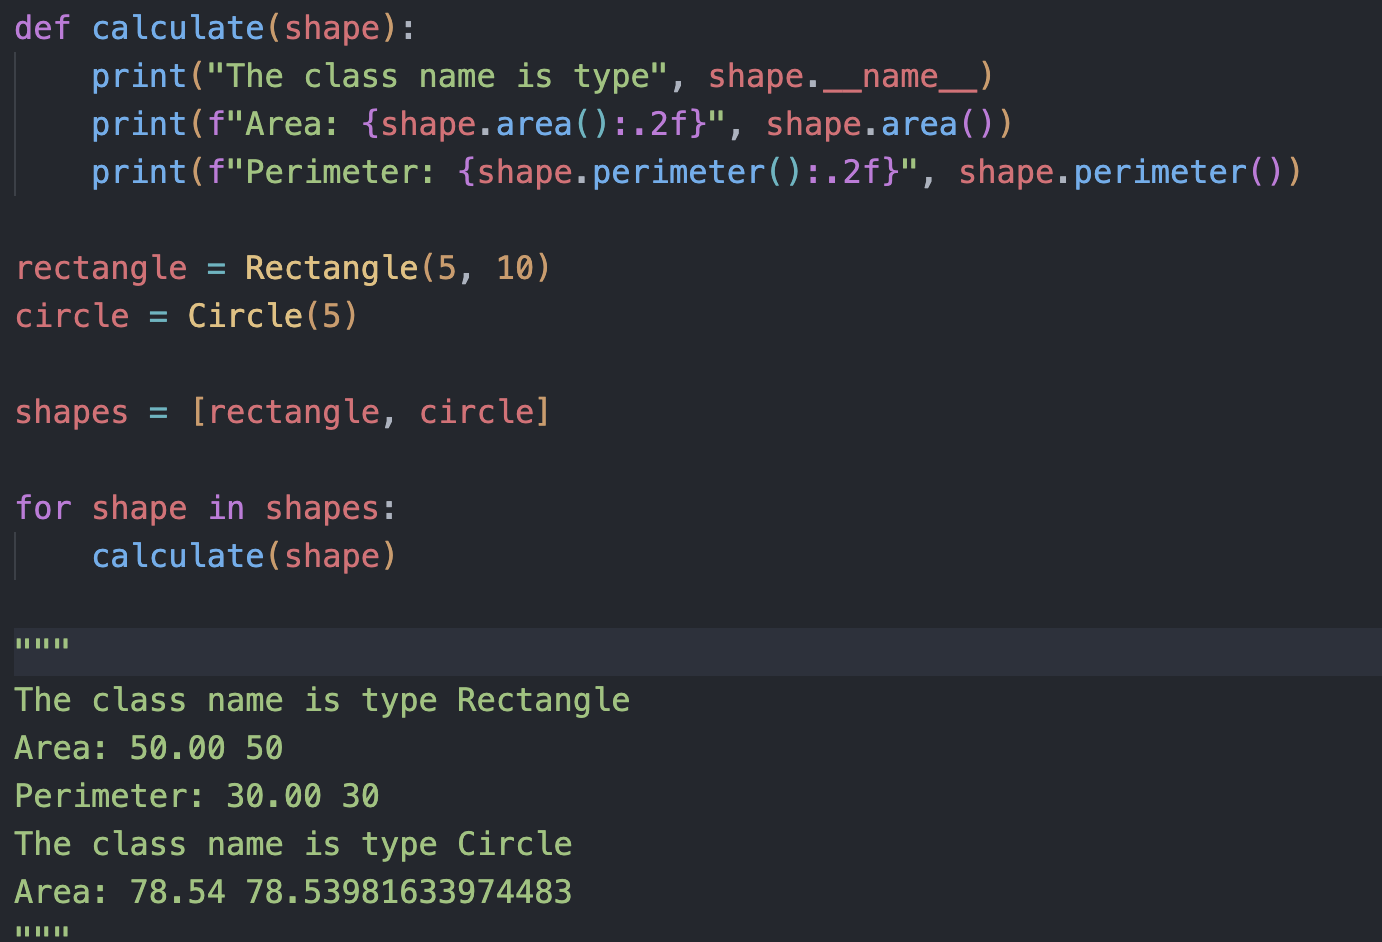 def calculate(shape):
    print("The class name is type", shape.__name__)
    print(f"Area: {shape.area():.2f}", shape.area())
    print(f"Perimeter: {shape.perimeter():.2f}", shape.perimeter())

rectangle = Rectangle(5, 10)
circle = Circle(5)

shapes = [rectangle, circle]

for shape in shapes:
    calculate(shape)

"""
The class name is type Rectangle
Area: 50.00 50
Perimeter: 30.00 30
The class name is type Circle
Area: 78.54 78.53981633974483
"""